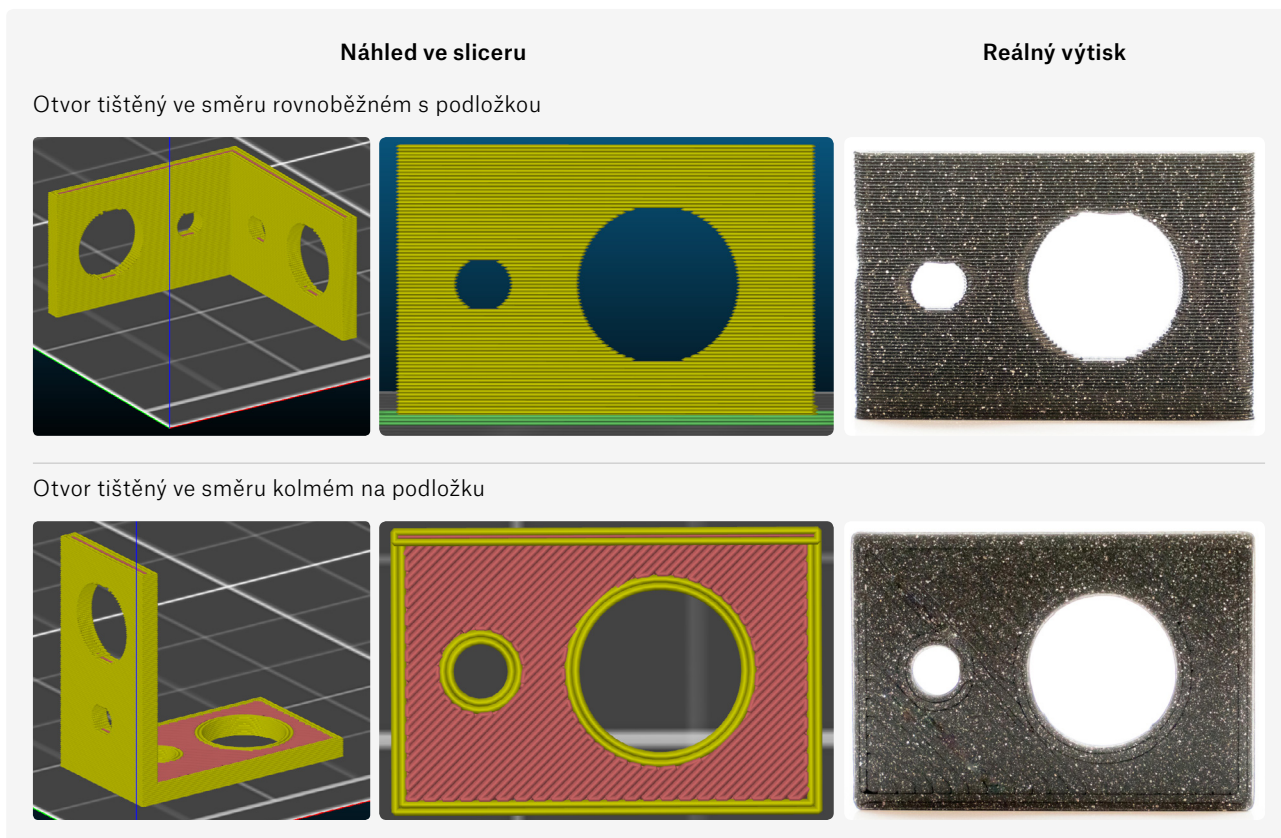 Náhled ve sliceru
Reálný výtisk
Otvor tištěný ve směru rovnoběžném s podložkou
Otvor tištěný ve směru kolmém na podložku